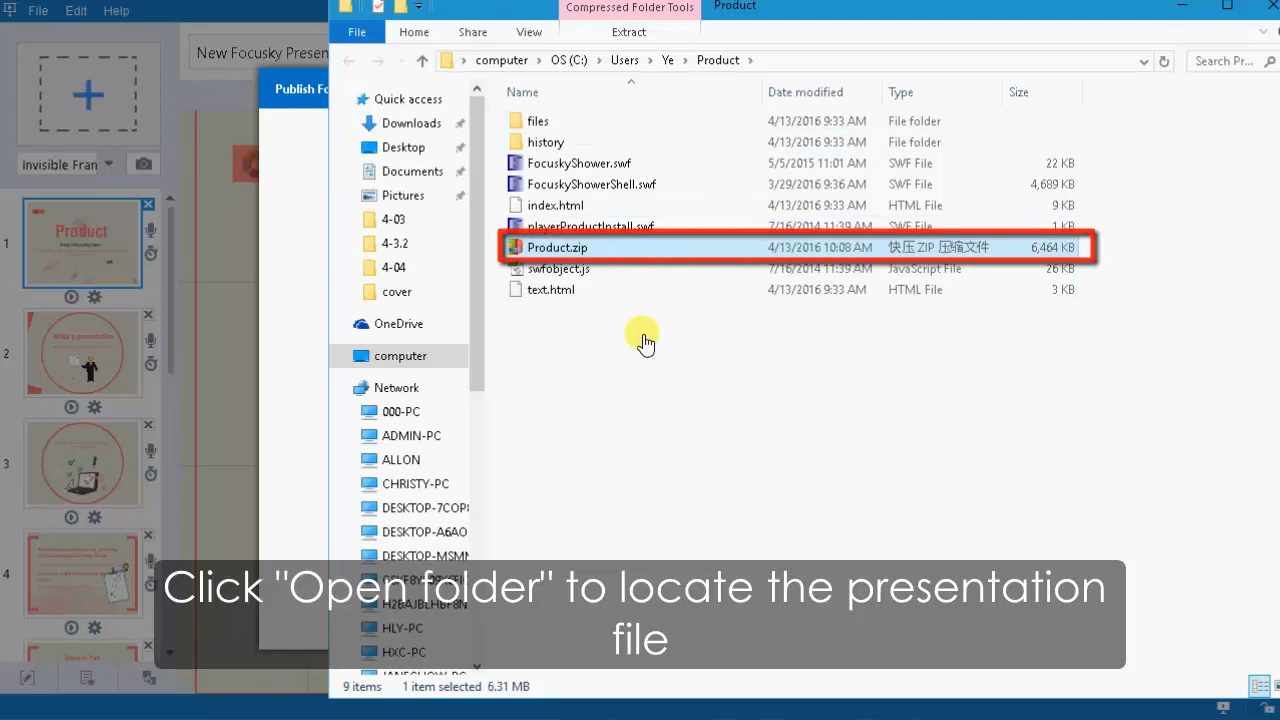 File Edit Help
Compressed Folder Tools Product
File Home Share View Extract
New Focusky Presen
computer OS (C:) Users Ye Product Search Pr...
Publish Fo
Name Date modified Type Size
Quick access
Downloads
Desktop
Documents
Pictures
4-03
4-3.2
4-04
cover
OneDrive
computer
Network
000-PC
ADMIN-PC
ALLON
CHRISTY-PC
DESKTOP-7COP
DESKTOP-A6AO
DESKTOP-MSMN
H2BAJBLHBP8N
HLY-PC
HXC-PC
files 4/13/2016 9:33 AM File folder
history 4/13/2016 9:33 AM File folder
FocuskyShower.swf 5/5/2015 11:01 AM SWF File 22 KB
FocuskyShowerShell.swf 3/29/2016 9:36 AM SWF File 4,689 KB
index.html 4/13/2016 9:33 AM HTML File 9 KB
playerProductInstall.swf 7/16/2014 11:39 AM SWF File 1 KB
Product.zip 4/13/2016 10:08 AM 快压 ZIP 压缩文件 6,464 KB
swfobject.js 7/16/2014 11:39 AM JavaScript File 26 KB
text.html 4/13/2016 9:33 AM HTML File 3 KB
Invisible Fran
1
Product
2
3
4
Click "Open folder" to locate the presentation
file
9 items 1 item selected 6.31 MB